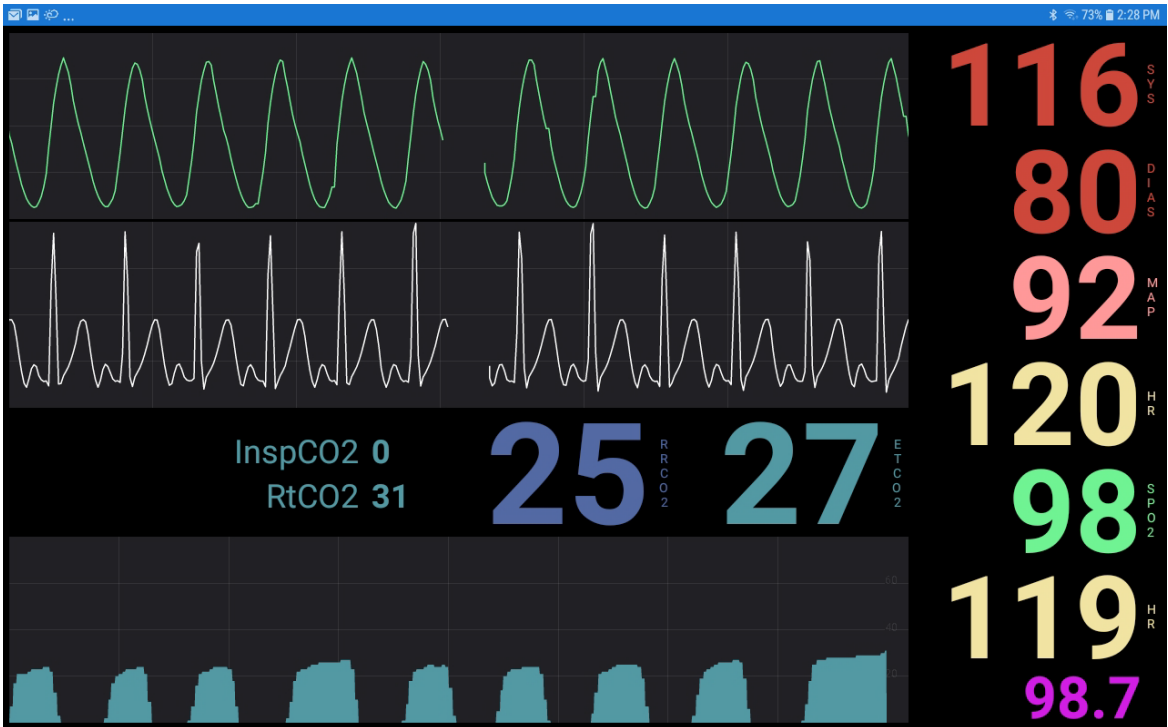 ...
73% 2:28 PM
116 SYS
80 DIAS
92 MAP
120 HR
InspCO2 0
RtCO2 31
25 RRCO2
27 ETCO2
98 SPO2
119 HR
98.7
60
40
20